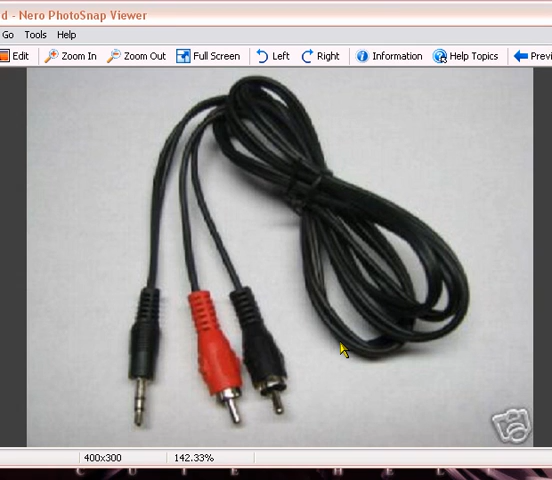 d - Nero PhotoSnap Viewer
Go Tools Help
Edit Zoom In Zoom Out Full Screen Left Right Information Help Topics Previ
400x300 142.33%